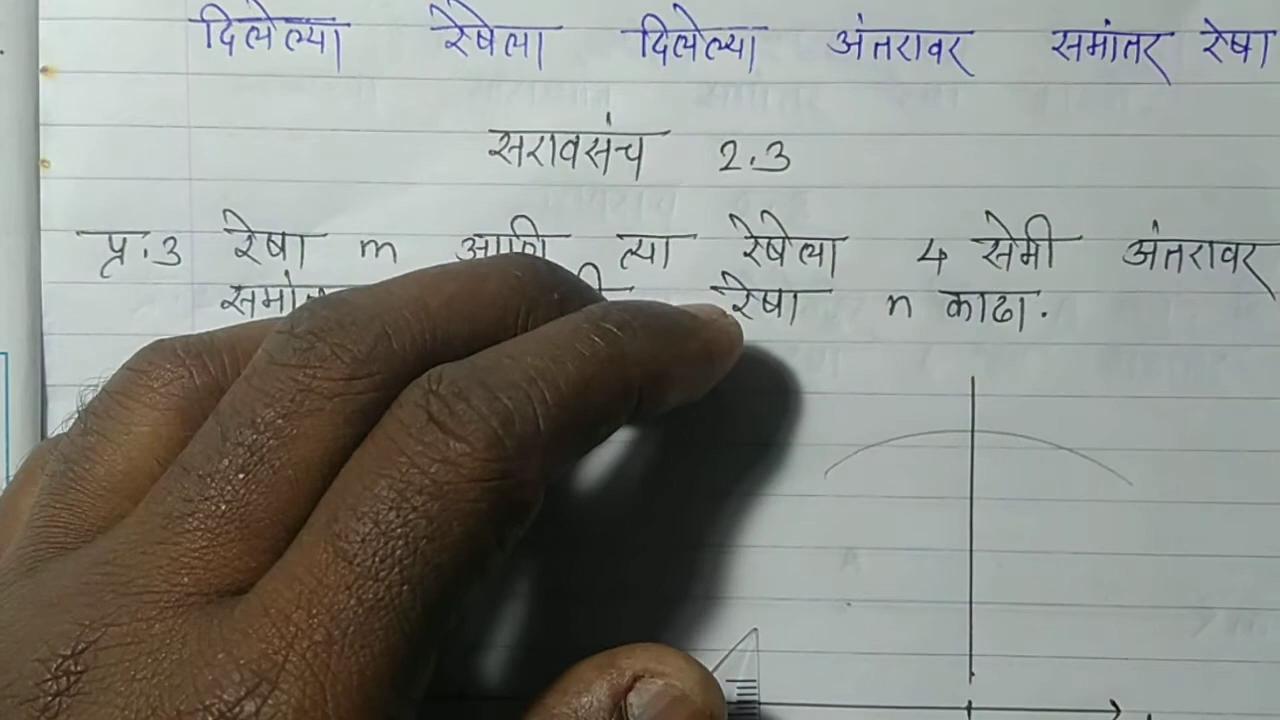 दिलेल्या रेषेला दिलेल्या अंतरावर समांतर रेषा
सरावसंच 2.3
प्र.3 रेषा m आणि त्या रेषेला 4 सेमी अंतरावर
रेषा n काढा.